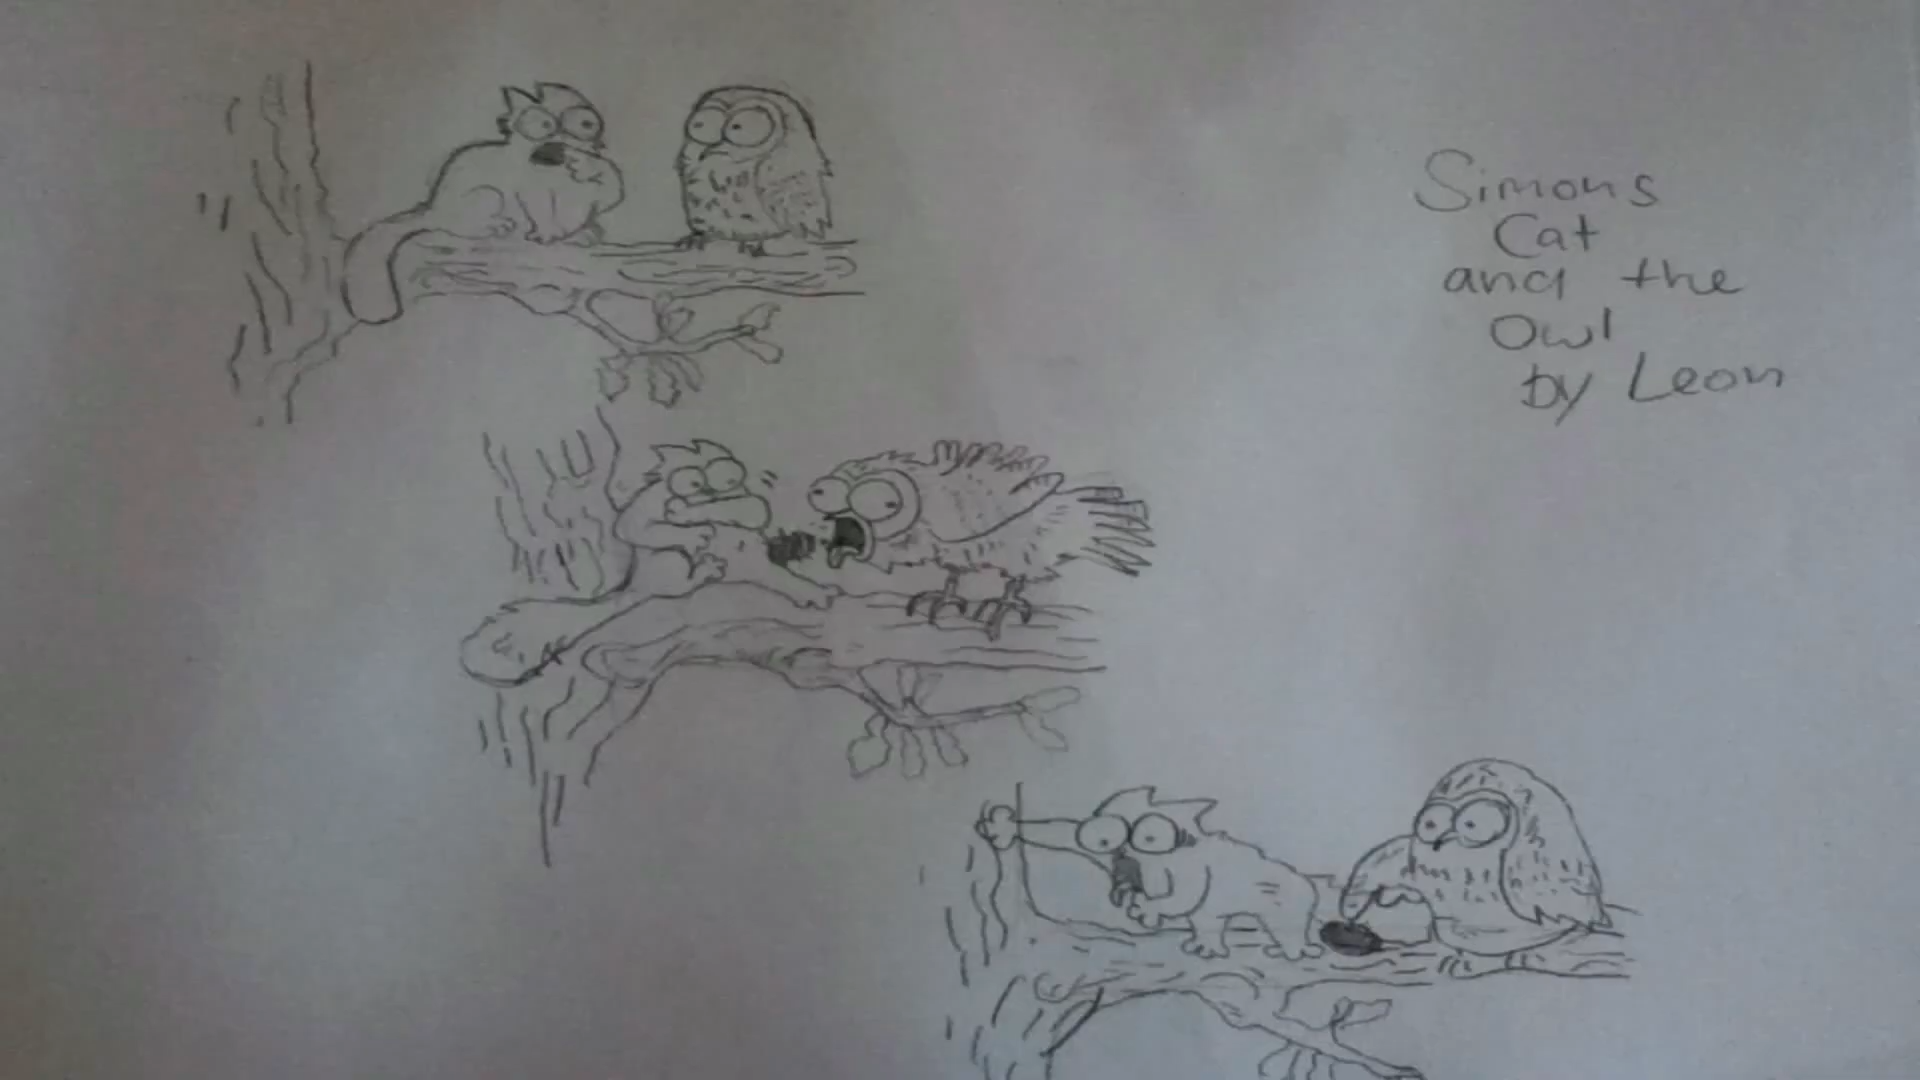 Simons
Cat
and the
Owl
by Leon